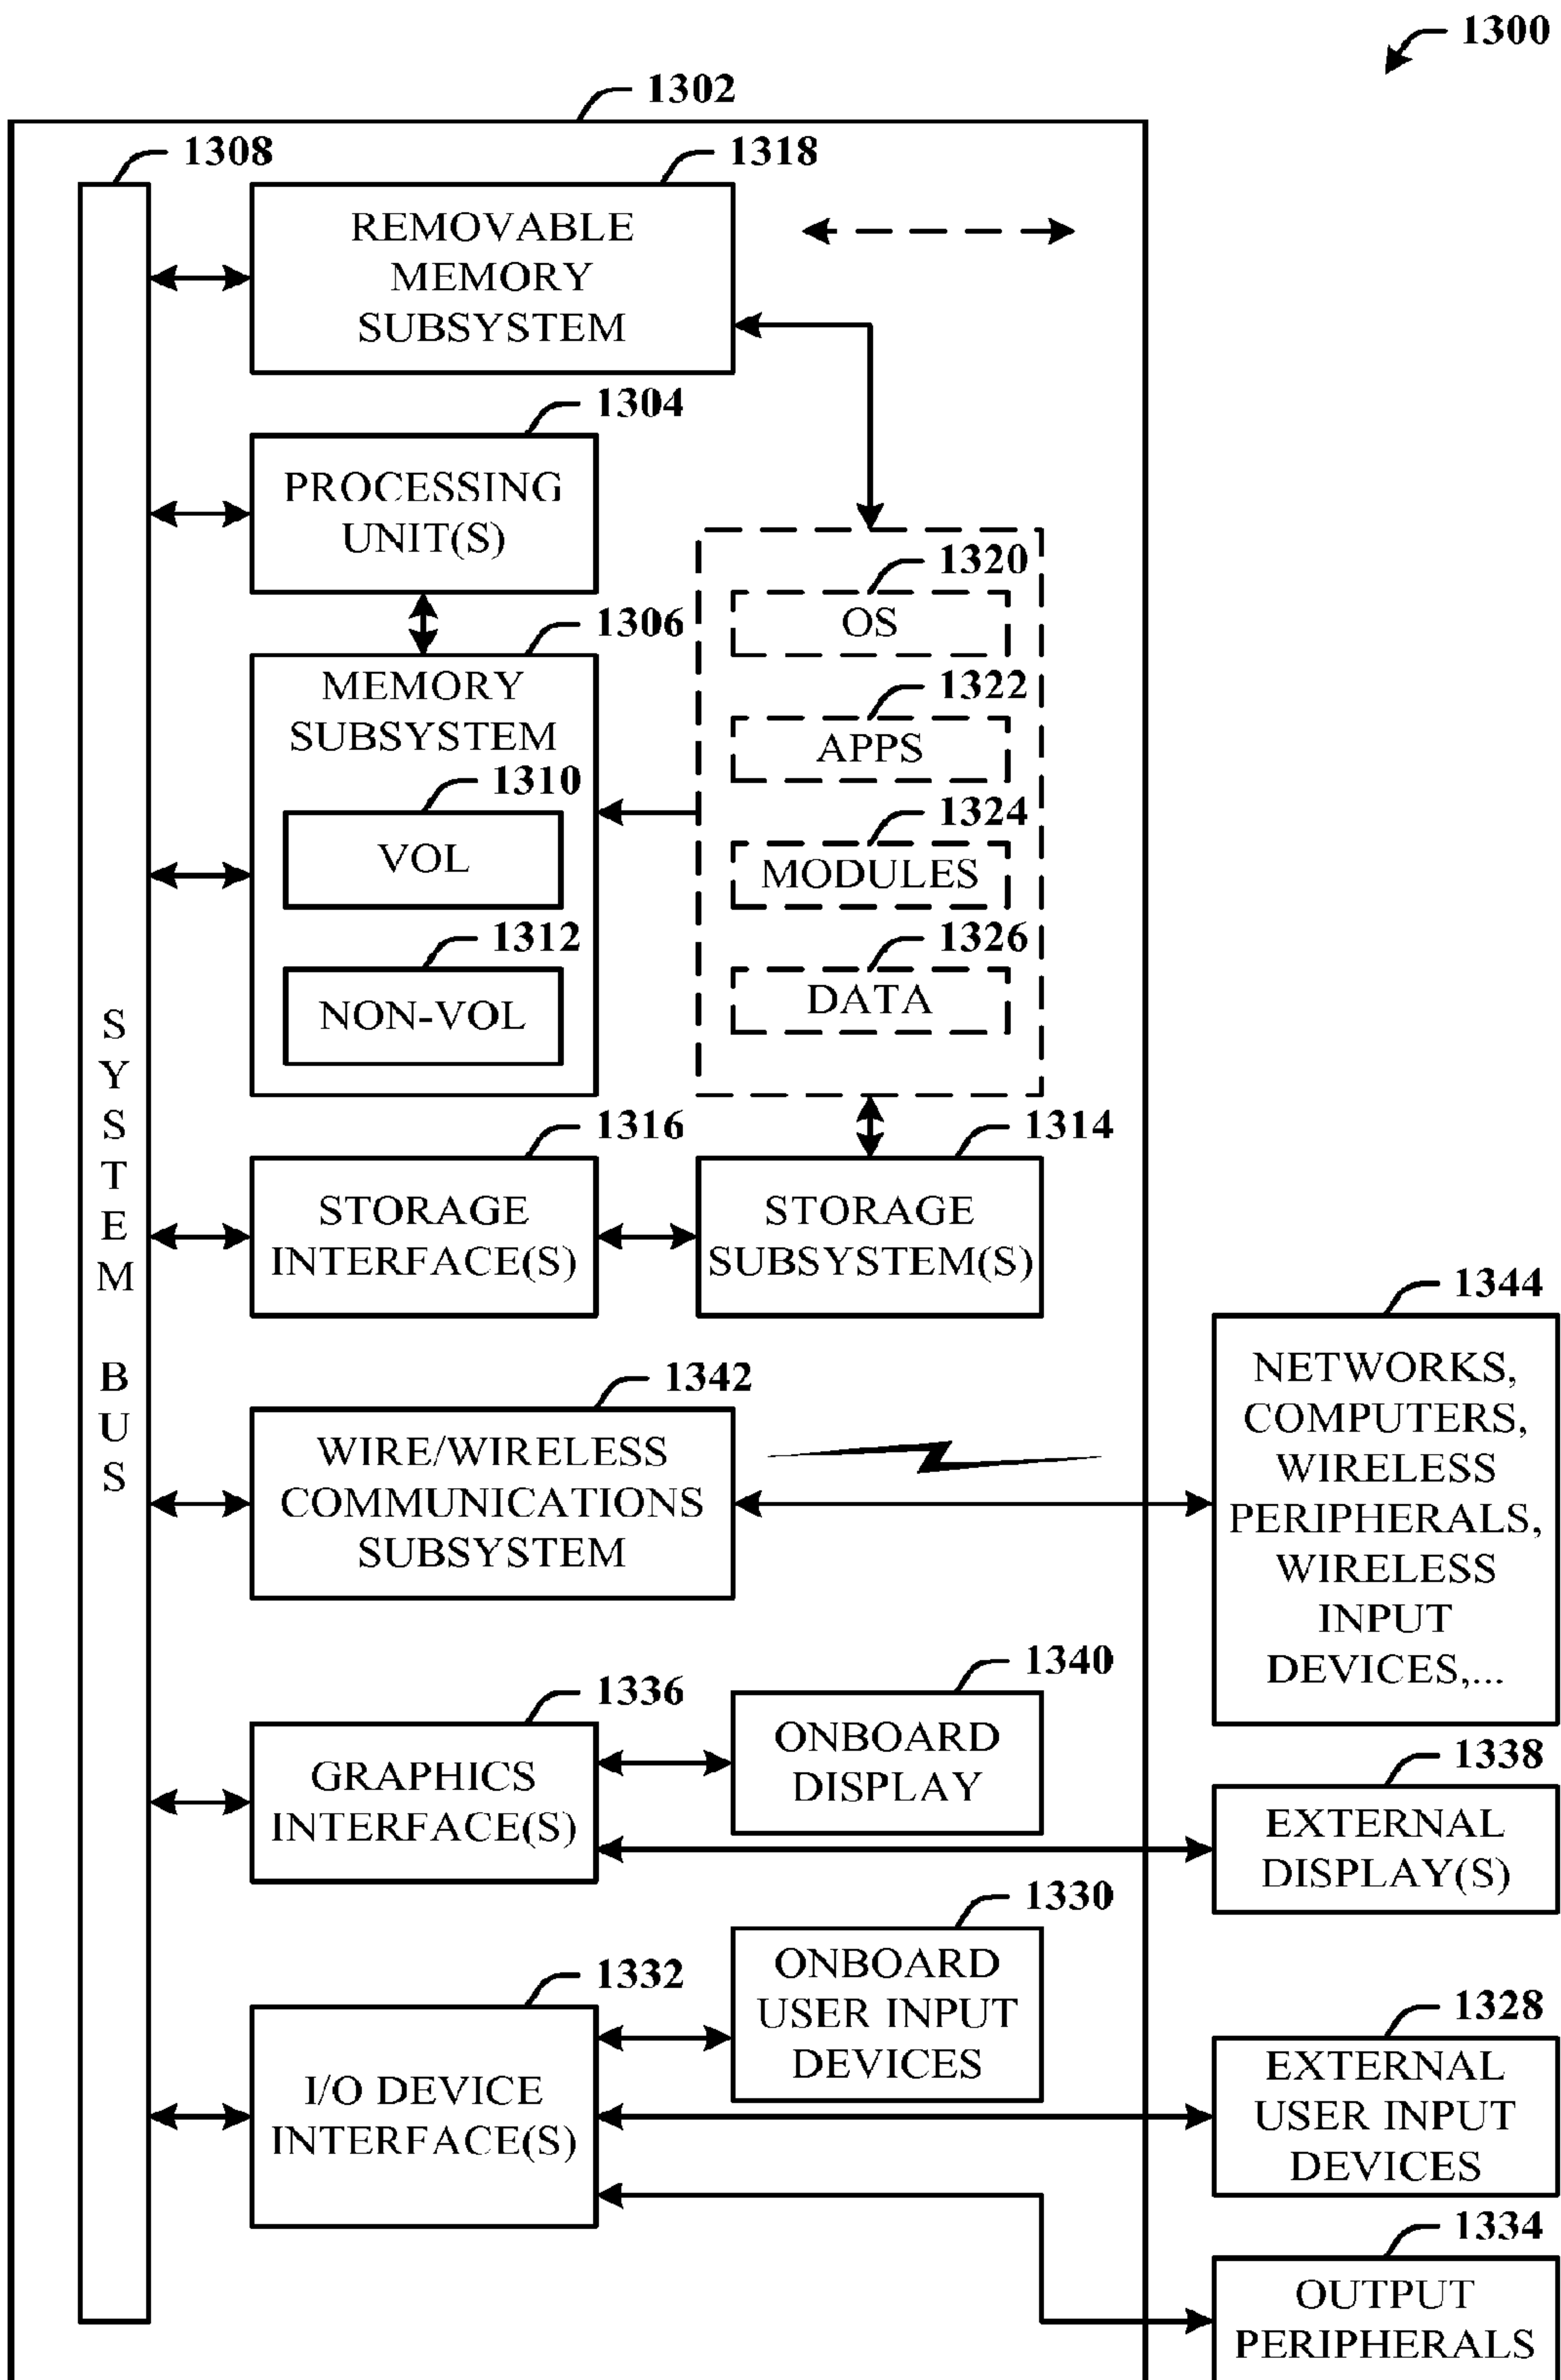 1300
1302
1308
1318
REMOVABLE
MEMORY
SUBSYSTEM
1304
PROCESSING
UNIT(S)
1306
MEMORY
SUBSYSTEM
1310
VOL
1312
NON-VOL
1320
OS
1322
APPS
1324
MODULES
1326
DATA
SYSTEM BUS
1316
STORAGE
INTERFACE(S)
1314
STORAGE
SUBSYSTEM(S)
1342
WIRE/WIRELESS
COMMUNICATIONS
SUBSYSTEM
1344
NETWORKS,
COMPUTERS,
WIRELESS
PERIPHERALS,
WIRELESS
INPUT
DEVICES,...
1336
GRAPHICS
INTERFACE(S)
1340
ONBOARD
DISPLAY
1338
EXTERNAL
DISPLAY(S)
1332
I/O DEVICE
INTERFACE(S)
1330
ONBOARD
USER INPUT
DEVICES
1328
EXTERNAL
USER INPUT
DEVICES
1334
OUTPUT
PERIPHERALS